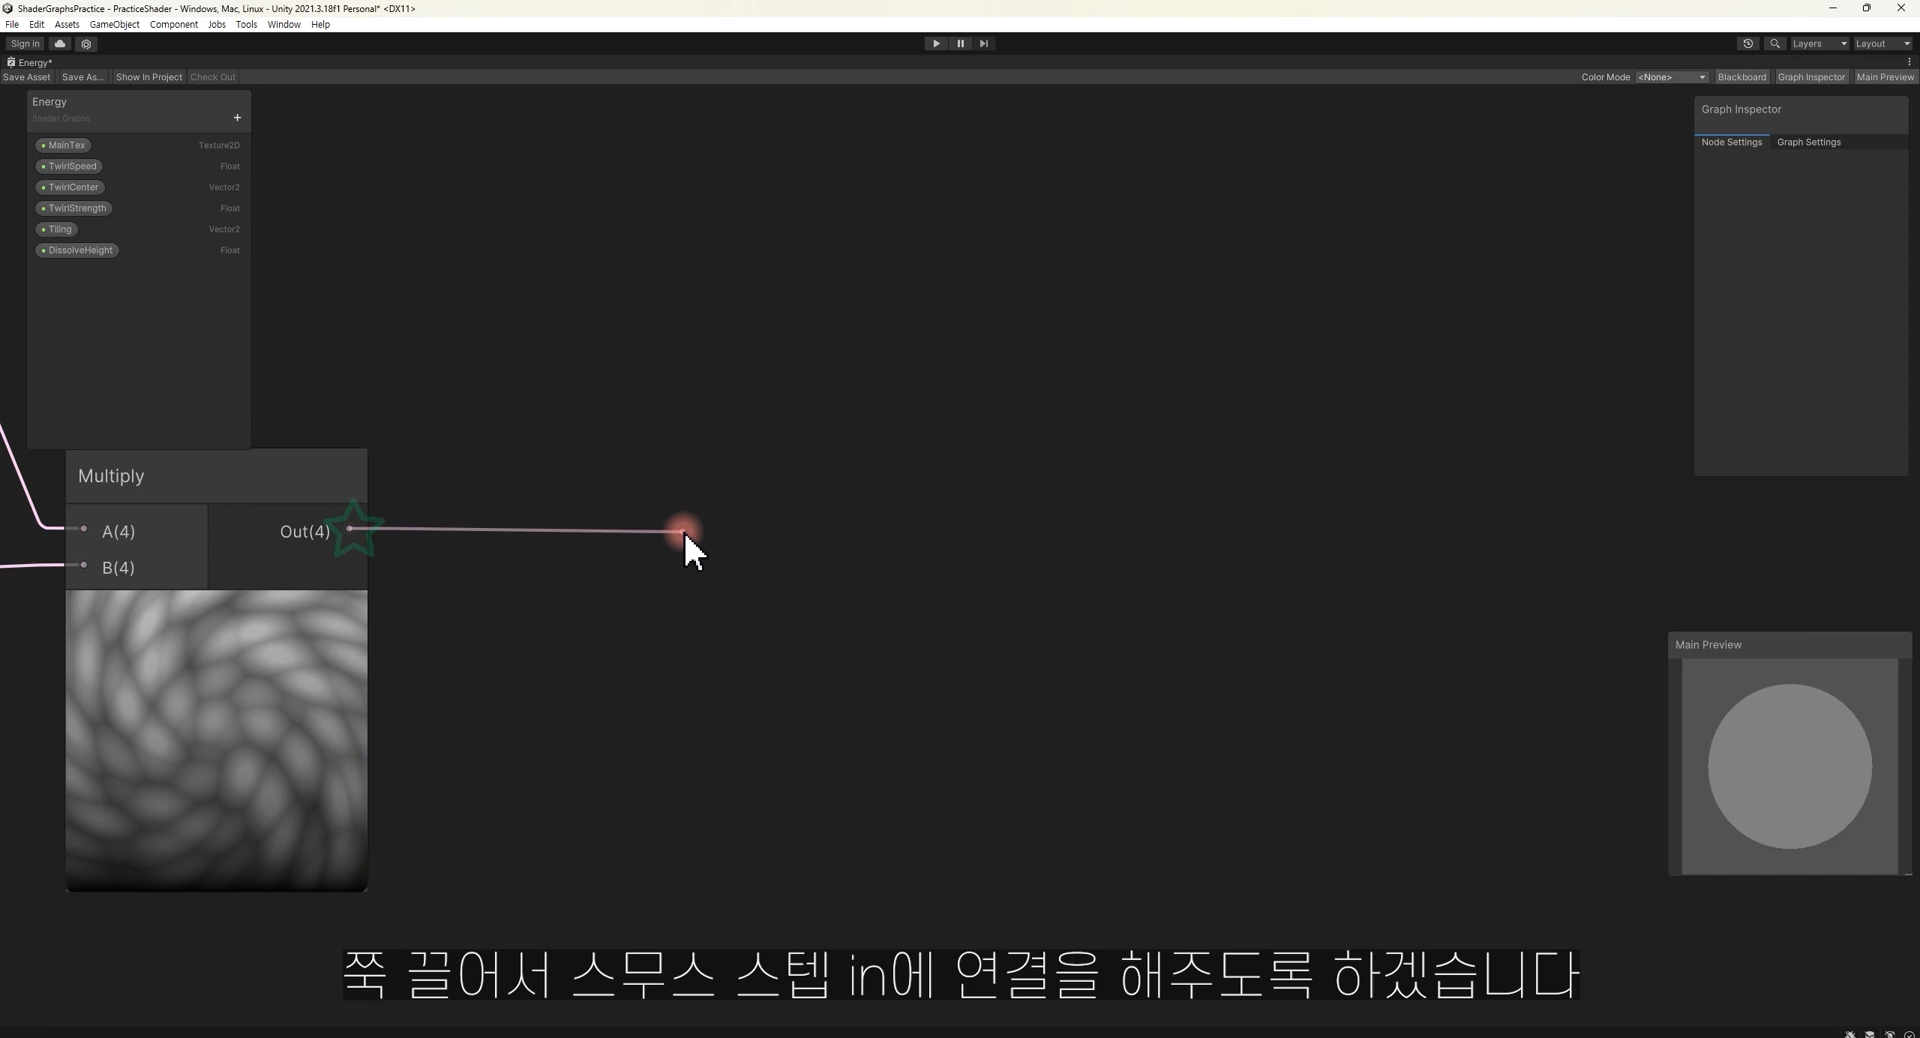 ShaderGraphsPractice - PracticeShader - Windows, Mac, Linux - Unity 2021.3.18f1 Personal* <DX11>
File Edit Assets GameObject Component Jobs Tools Window Help
Sign in Layers Layout
Energy*
Save Asset Save As... Show In Project Check Out Color Mode <None> Blackboard Graph Inspector Main Preview
Energy
Shader Graphs
+
MainTex Texture2D
TwirlSpeed Float
TwirlCenter Vector2
TwirlStrength Float
Tiling Vector2
DissolveHeight Float
Graph Inspector
Node Settings Graph Settings
Multiply
A(4) Out(4)
B(4)
Main Preview
쭉 끌어서 스무스 스텝 in에 연결을 해주도록 하겠습니다